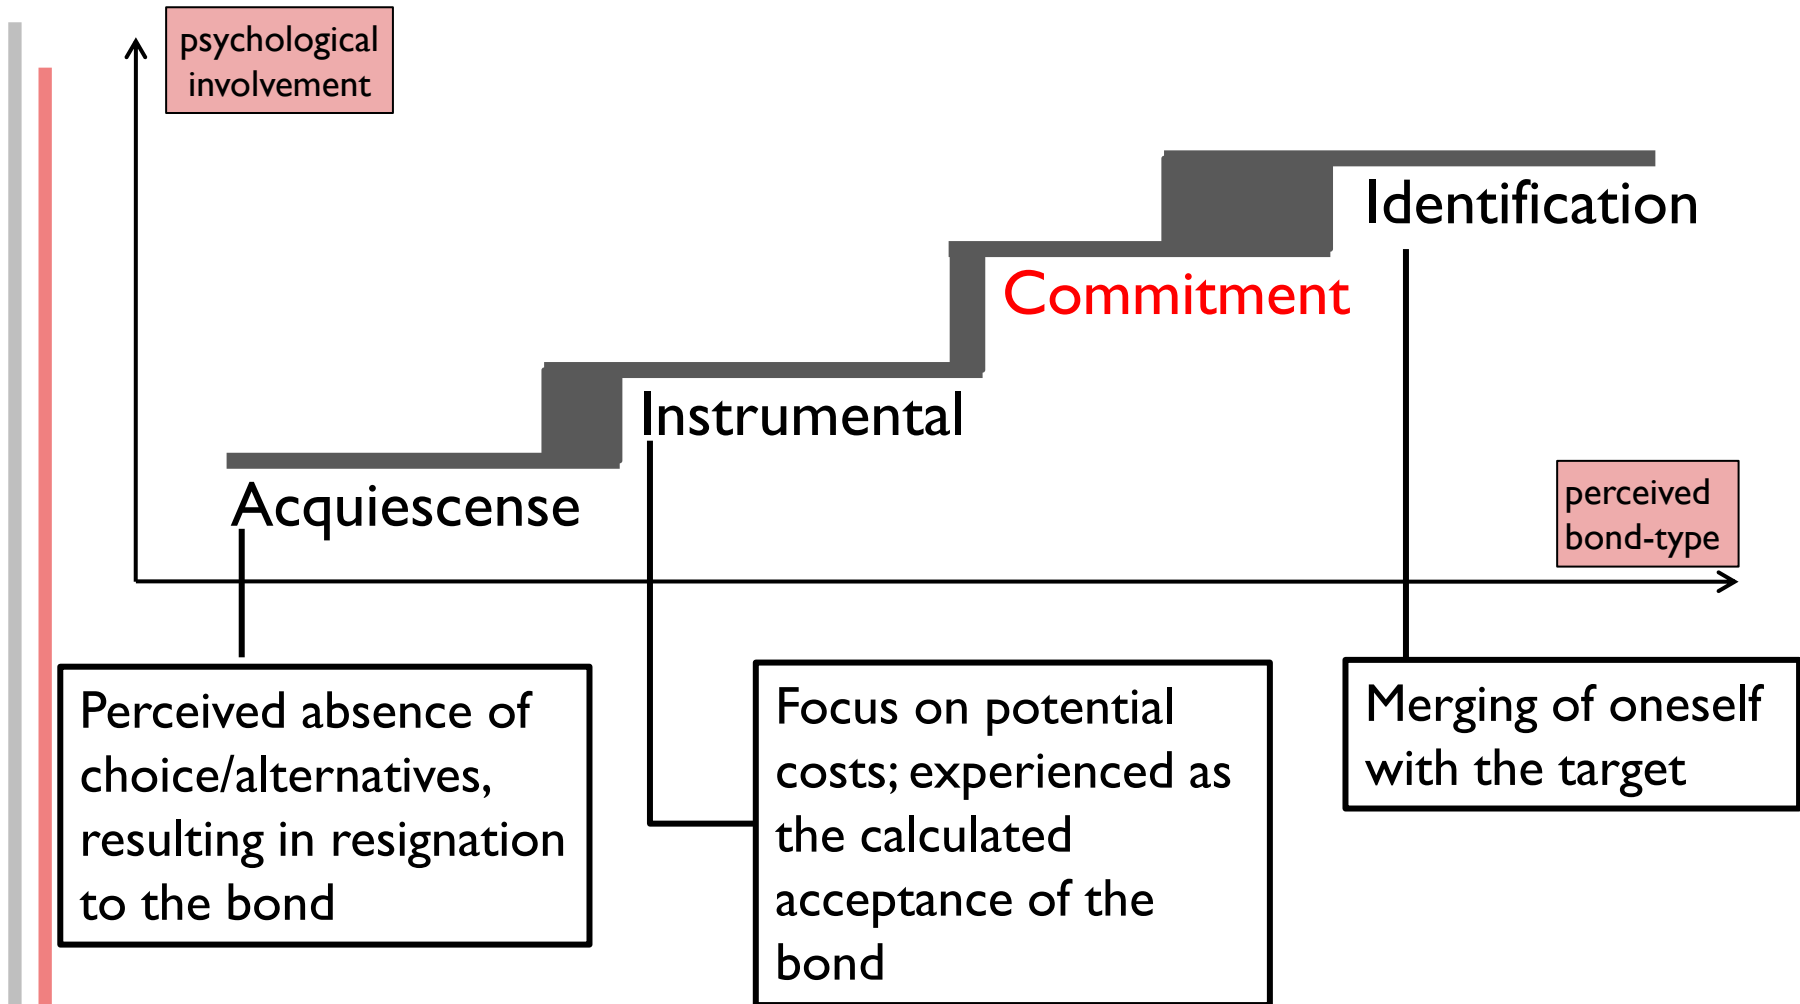 psychological
involvement
Identification
Commitment
Instrumental
Acquiescense
perceived
bond-type
Perceived absence of
choice/alternatives,
resulting in resignation
to the bond
Focus on potential
costs; experienced as
the calculated
acceptance of the
bond
Merging of oneself
with the target